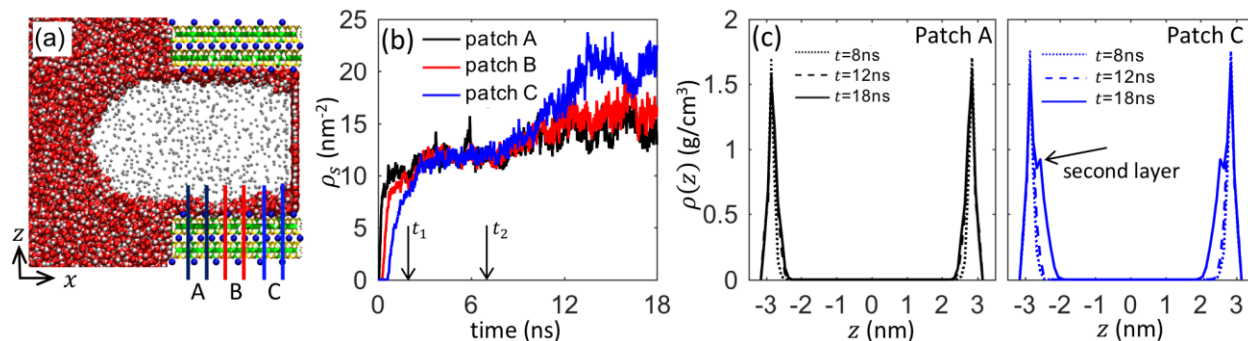 (a)
z
x
A B C
(b)
patch A
patch B
patch C
ρS (nm-2)
25
20
15
10
5
0
t1
t2
0 6 12 18
time (ns)
(c)
Patch A
t=8ns
t=12ns
t=18ns
ρ(z) (g/cm3)
2
1.5
1
0.5
0
-3 -2 -1 0 1 2 3
z (nm)
Patch C
t=8ns
t=12ns
t=18ns
second layer
-3 -2 -1 0 1 2 3
z (nm)